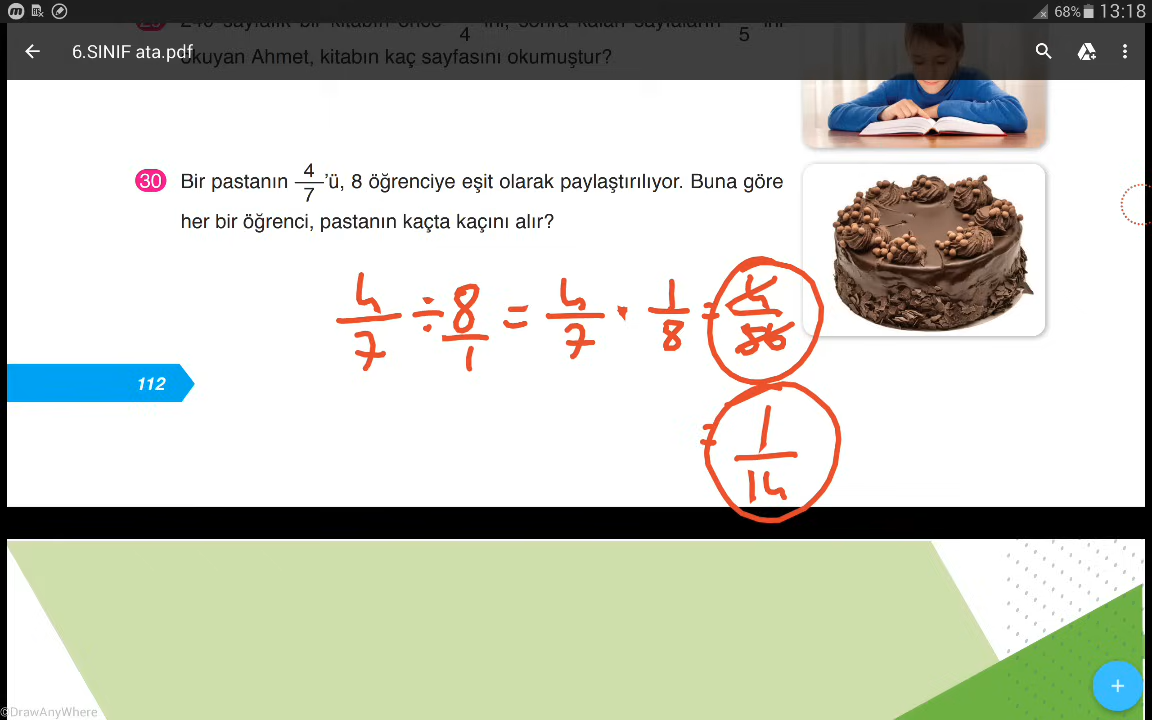 68% 13:18
6.SINIF ata.pdf
4 5
okuyan Ahmet, kitabın kaç sayfasını okumuştur?
30 Bir pastanın 4/7'ü, 8 öğrenciye eşit olarak paylaştırılıyor. Buna göre
her bir öğrenci, pastanın kaçta kaçını alır?
4/7 ÷ 8/1 = 4/7 · 1/8 = 4/56
= 1/14
112
©DrawAnyWhere